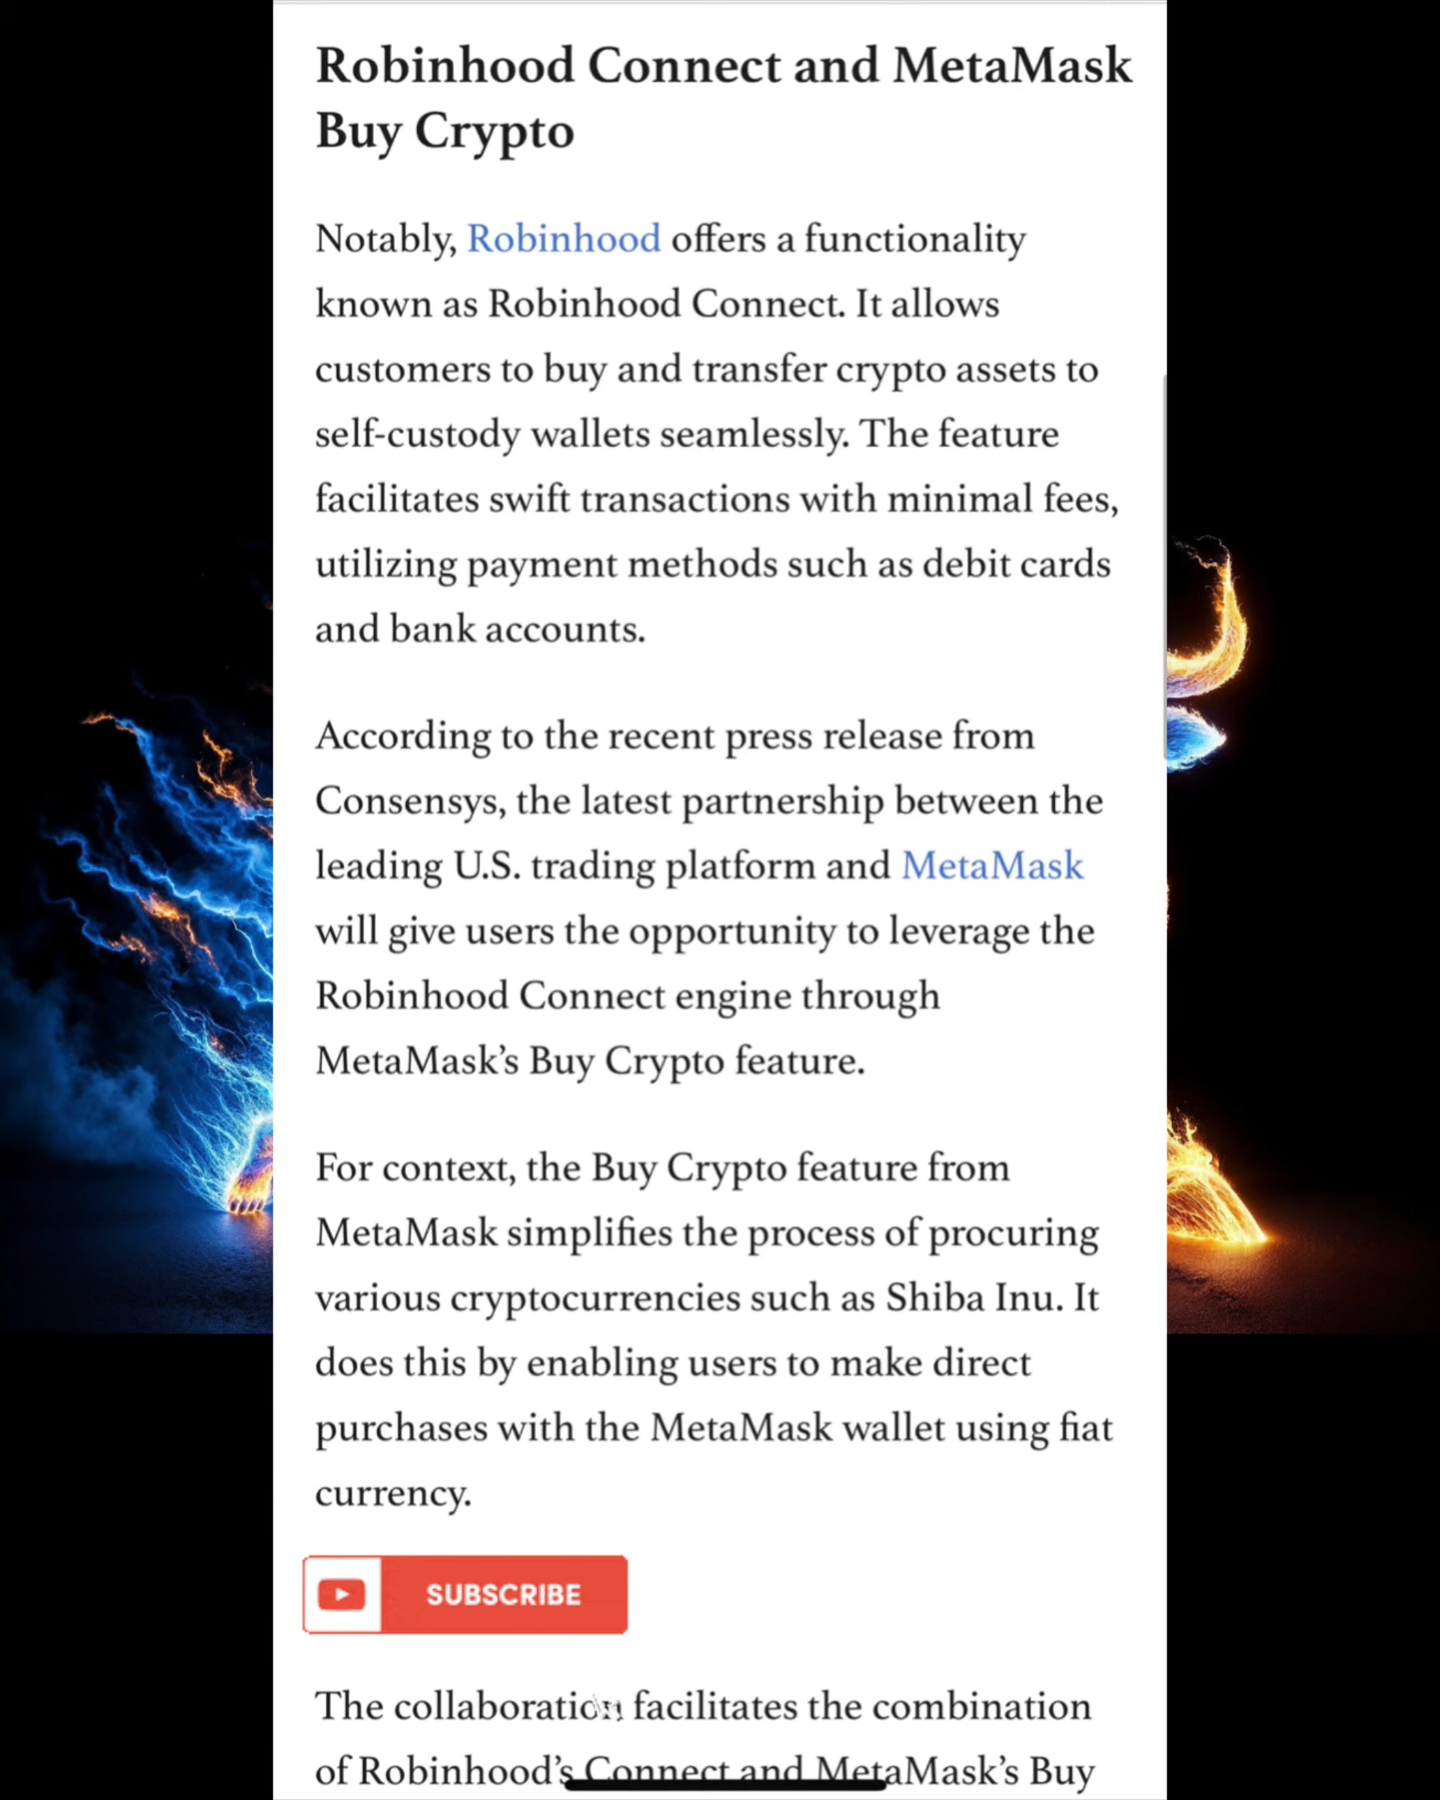 Robinhood Connect and MetaMask
Buy Crypto
Notably, Robinhood offers a functionality
known as Robinhood Connect. It allows
customers to buy and transfer crypto assets to
self-custody wallets seamlessly. The feature
facilitates swift transactions with minimal fees,
utilizing payment methods such as debit cards
and bank accounts.
According to the recent press release from
Consensys, the latest partnership between the
leading U.S. trading platform and MetaMask
will give users the opportunity to leverage the
Robinhood Connect engine through
MetaMask’s Buy Crypto feature.
For context, the Buy Crypto feature from
MetaMask simplifies the process of procuring
various cryptocurrencies such as Shiba Inu. It
does this by enabling users to make direct
purchases with the MetaMask wallet using fiat
currency.
SUBSCRIBE
The collaboration facilitates the combination
of Robinhood’s Connect and MetaMask’s Buy